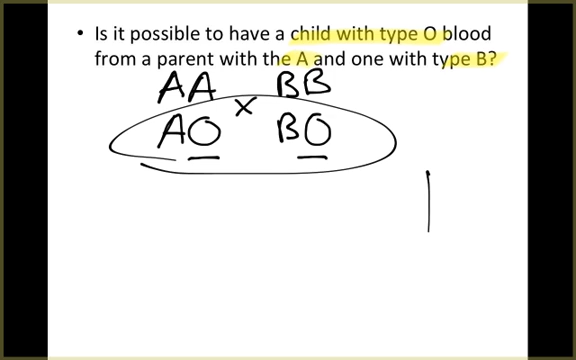 • Is it possible to have a child with type O blood
from a parent with the A and one with type B?
AA BB
×
AO BO